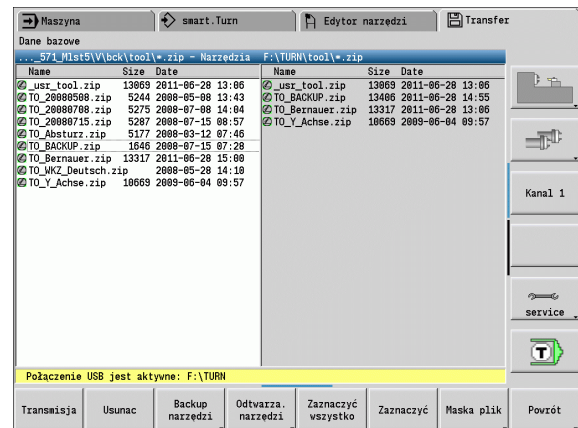 Maszyna smart.Turn Edytor narzędzi Transfer
Dane bazowe
..._571_Mlst5\V\bck\tool\*.zip - Narzędzia F:\TURN\tool\*.zip
Name Size Date Name Size Date
_usr_tool.zip 13069 2011-06-28 13:06 _usr_tool.zip 13069 2011-06-28 13:06
TO_20080508.zip 5244 2008-05-08 13:43 TO_BACKUP.zip 13406 2011-06-28 14:55
TO_20080708.zip 5275 2008-07-08 14:04 TO_Bernauer.zip 13317 2011-06-28 13:06
TO_20080715.zip 5287 2008-07-15 08:57 TO_Y_Achse.zip 10669 2009-06-04 09:57
TO_Absturz.zip 5177 2008-03-12 07:46
TO_BACKUP.zip 1646 2008-07-15 07:28
TO_Bernauer.zip 13317 2011-06-28 15:00
TO_WKZ_Deutsch.zip 2008-05-28 14:10
TO_Y_Achse.zip 10669 2009-06-04 09:57
Kanal 1
service
T
Połączenie USB jest aktywne: F:\TURN
Transmisja Usunac Backup narzędzi Odtwarza. narzędzi Zaznaczyć wszystko Zaznaczyć Maska plik Powrót